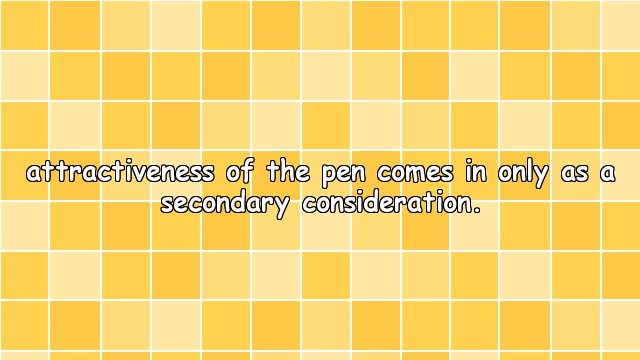 attractiveness of the pen comes in only as a
secondary consideration.